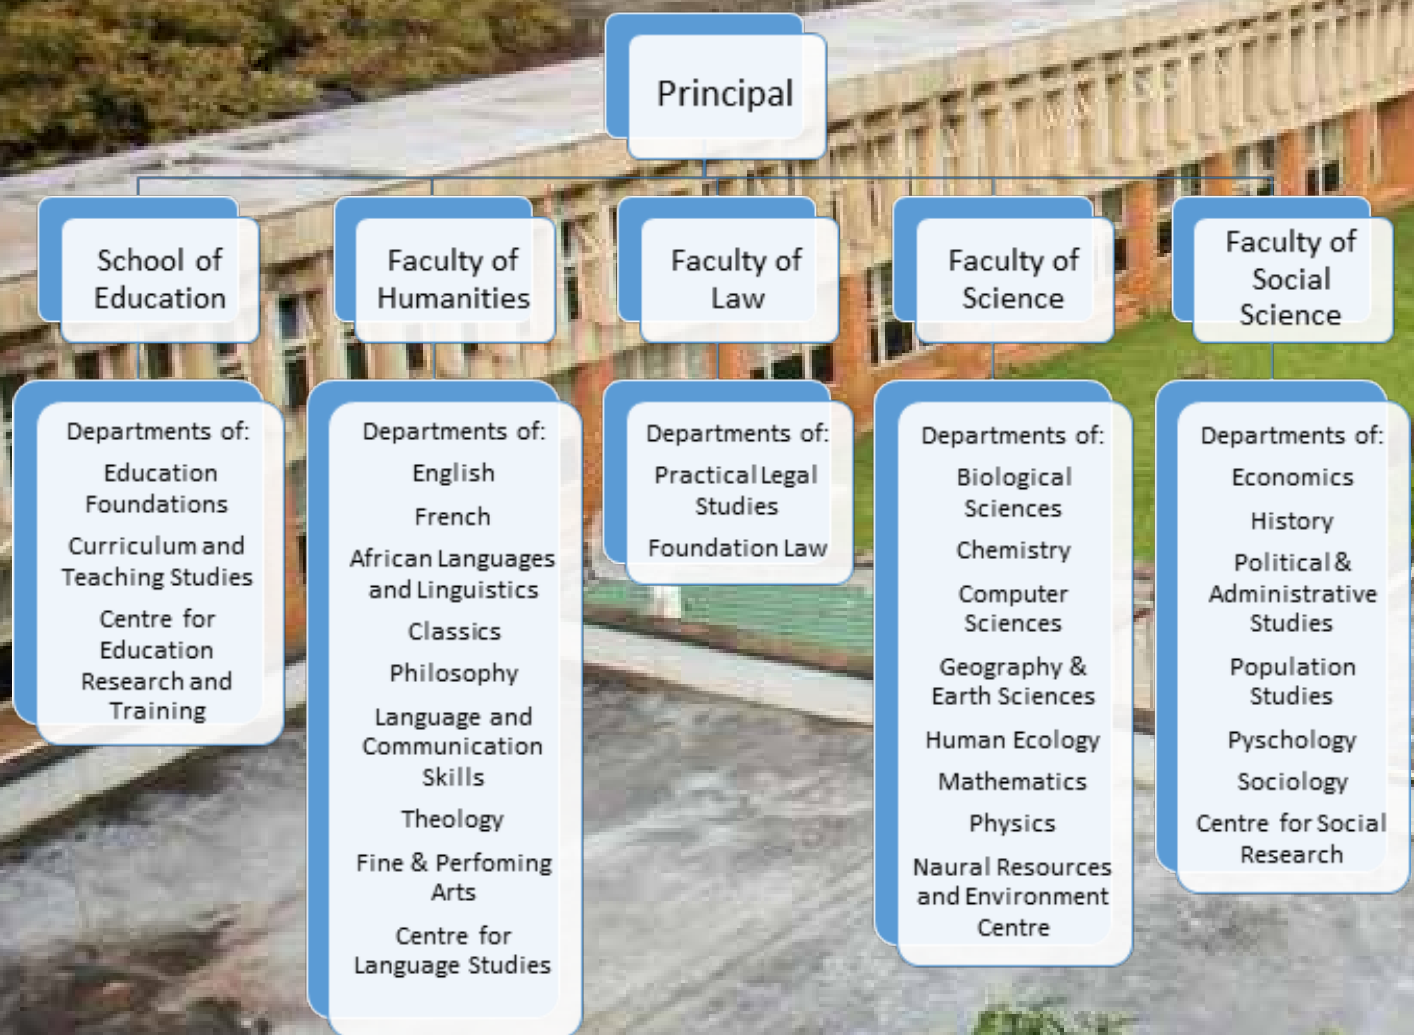 Principal
School of
Education
Faculty of
Humanities
Faculty of
Law
Faculty of
Science
Faculty of
Social
Science
Departments of:
Education
Foundations
Curriculum and
Teaching Studies
Centre for
Education
Research and
Training
Departments of:
English
French
African Languages
and Linguistics
Classics
Philosophy
Language and
Communication
Skills
Theology
Fine & Perfoming
Arts
Centre for
Language Studies
Departments of:
Practical Legal
Studies
Foundation Law
Departments of:
Biological
Sciences
Chemistry
Computer
Sciences
Geography &
Earth Sciences
Human Ecology
Mathematics
Physics
Naural Resources
and Environment
Centre
Departments of:
Economics
History
Political &
Administrative
Studies
Population
Studies
Pyschology
Sociology
Centre for Social
Research